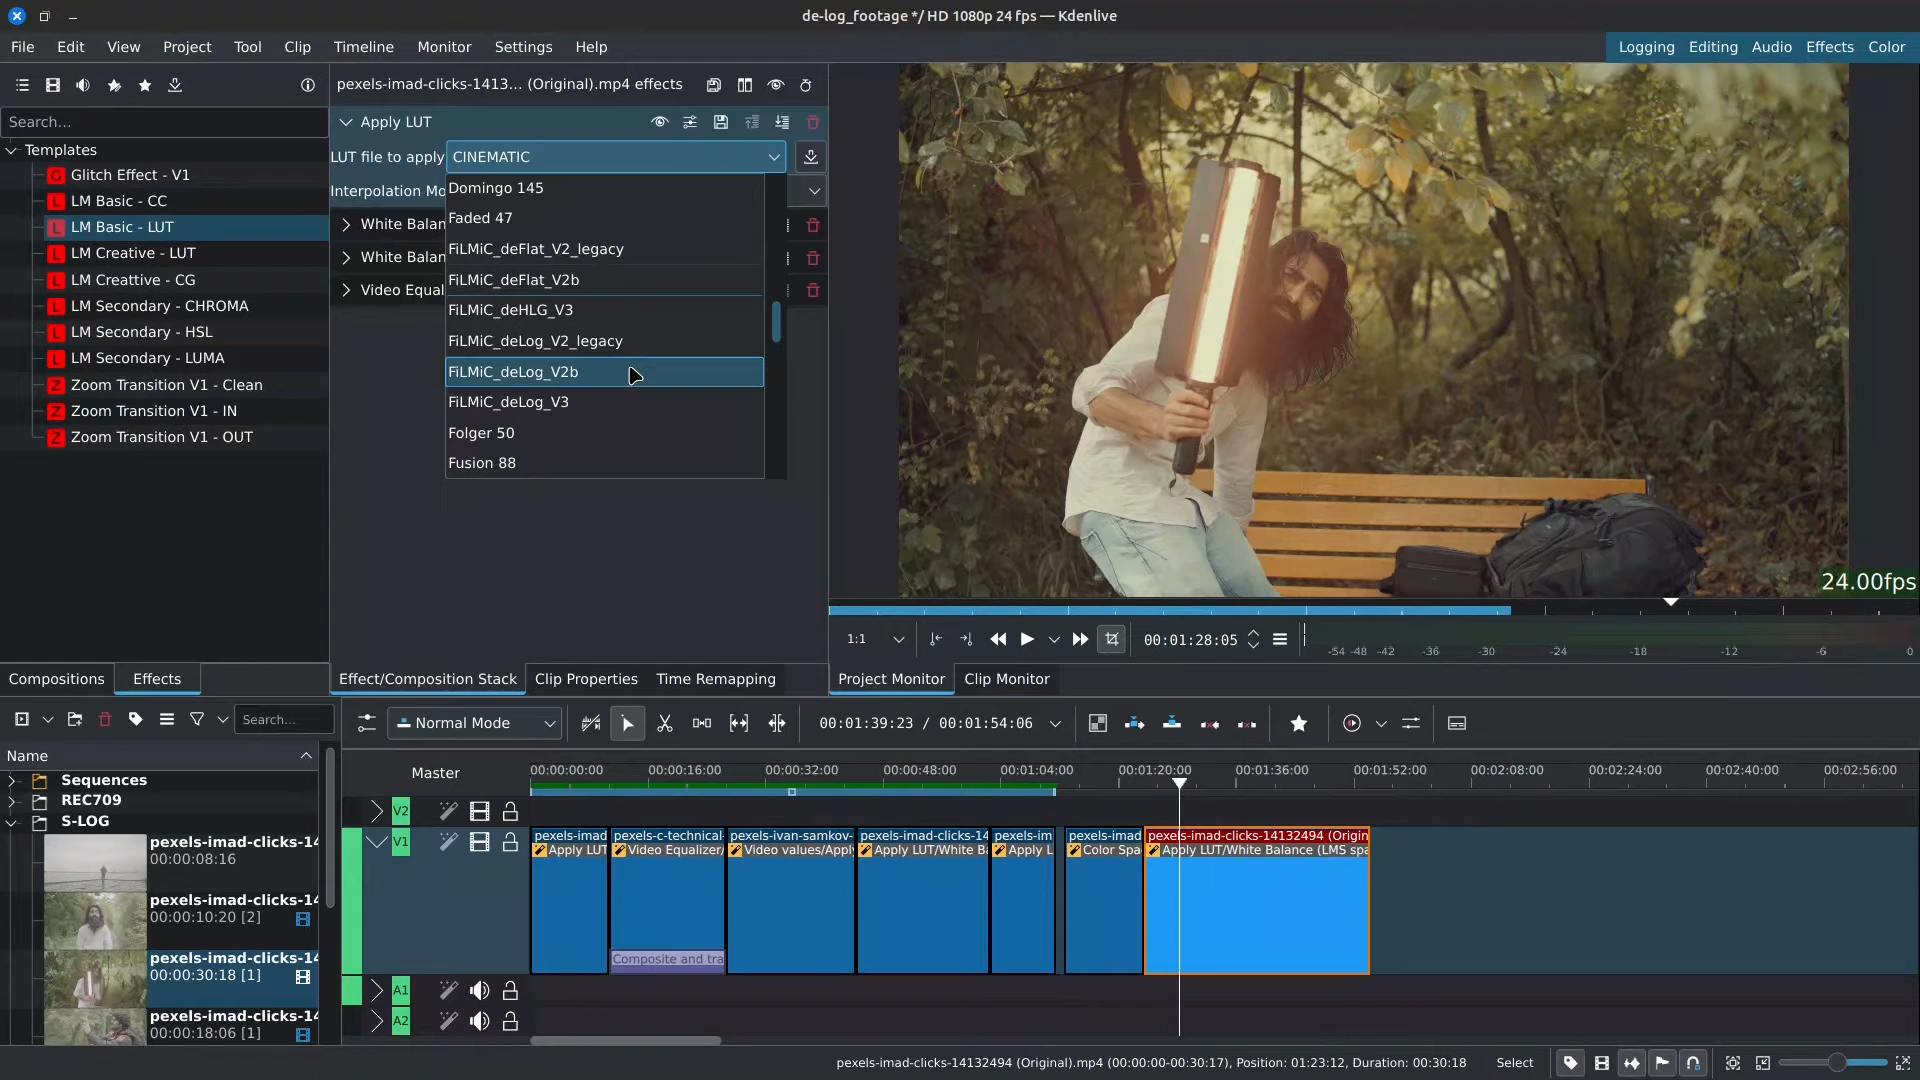 de-log_footage */ HD 1080p 24 fps — Kdenlive
File Edit View Project Tool Clip Timeline Monitor Settings Help
Logging Editing Audio Effects Color
Search...
Templates
Glitch Effect - V1
LM Basic - CC
LM Basic - LUT
LM Creative - LUT
LM Creattive - CG
LM Secondary - CHROMA
LM Secondary - HSL
LM Secondary - LUMA
Zoom Transition V1 - Clean
Zoom Transition V1 - IN
Zoom Transition V1 - OUT
Compositions Effects
pexels-imad-clicks-1413... (Original).mp4 effects
Apply LUT
LUT file to apply CINEMATIC
Interpolation Mo
White Balan
White Balan
Video Equal
Domingo 145
Faded 47
FiLMiC_deFlat_V2_legacy
FiLMiC_deFlat_V2b
FiLMiC_deHLG_V3
FiLMiC_deLog_V2_legacy
FiLMiC_deLog_V2b
FiLMiC_deLog_V3
Folger 50
Fusion 88
Effect/Composition Stack Clip Properties Time Remapping
24.00fps
1:1 00:01:28:05
-54 -48 -42 -36 -30 -24 -18 -12 -6 0
Project Monitor Clip Monitor
Search...
Name
Sequences
REC709
S-LOG
pexels-imad-clicks-14
00:00:08:16
pexels-imad-clicks-14
00:00:10:20 [2]
pexels-imad-clicks-14
00:00:30:18 [1]
pexels-imad-clicks-14
00:00:18:06 [1]
Normal Mode 00:01:39:23 / 00:01:54:06
Master 00:00:00:00 00:00:16:00 00:00:32:00 00:00:48:00 00:01:04:00 00:01:20:00 00:01:36:00 00:01:52:00 00:02:08:00 00:02:24:00 00:02:40:00 00:02:56:00
V2
V1
pexels-imad pexels-c-technical- pexels-ivan-samkov- pexels-imad-clicks-14 pexels-im pexels-imad pexels-imad-clicks-14132494 (Origin
Apply LUT Video Equalizer/ Video values/Apply Apply LUT/White Ba Apply L Color Spa Apply LUT/White Balance (LMS spa
Composite and tra
A1
A2
pexels-imad-clicks-14132494 (Original).mp4 (00:00:00-00:30:17), Position: 01:23:12, Duration: 00:30:18 Select